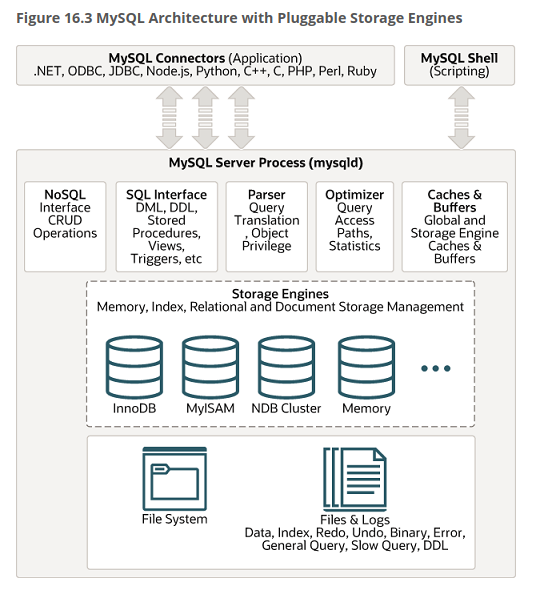 Figure 16.3 MySQL Architecture with Pluggable Storage Engines
MySQL Connectors (Application)
.NET, ODBC, JDBC, Node.js, Python, C++, C, PHP, Perl, Ruby
MySQL Shell
(Scripting)
MySQL Server Process (mysqld)
NoSQL
Interface
CRUD
Operations
SQL Interface
DML, DDL,
Stored
Procedures,
Views,
Triggers, etc
Parser
Query
Translation
, Object
Privilege
Optimizer
Query
Access
Paths,
Statistics
Caches &
Buffers
Global and
Storage Engine
Caches &
Buffers
Storage Engines
Memory, Index, Relational and Document Storage Management
InnoDB
MyISAM
NDB Cluster
Memory
File System
Files & Logs
Data, Index, Redo, Undo, Binary, Error,
General Query, Slow Query, DDL